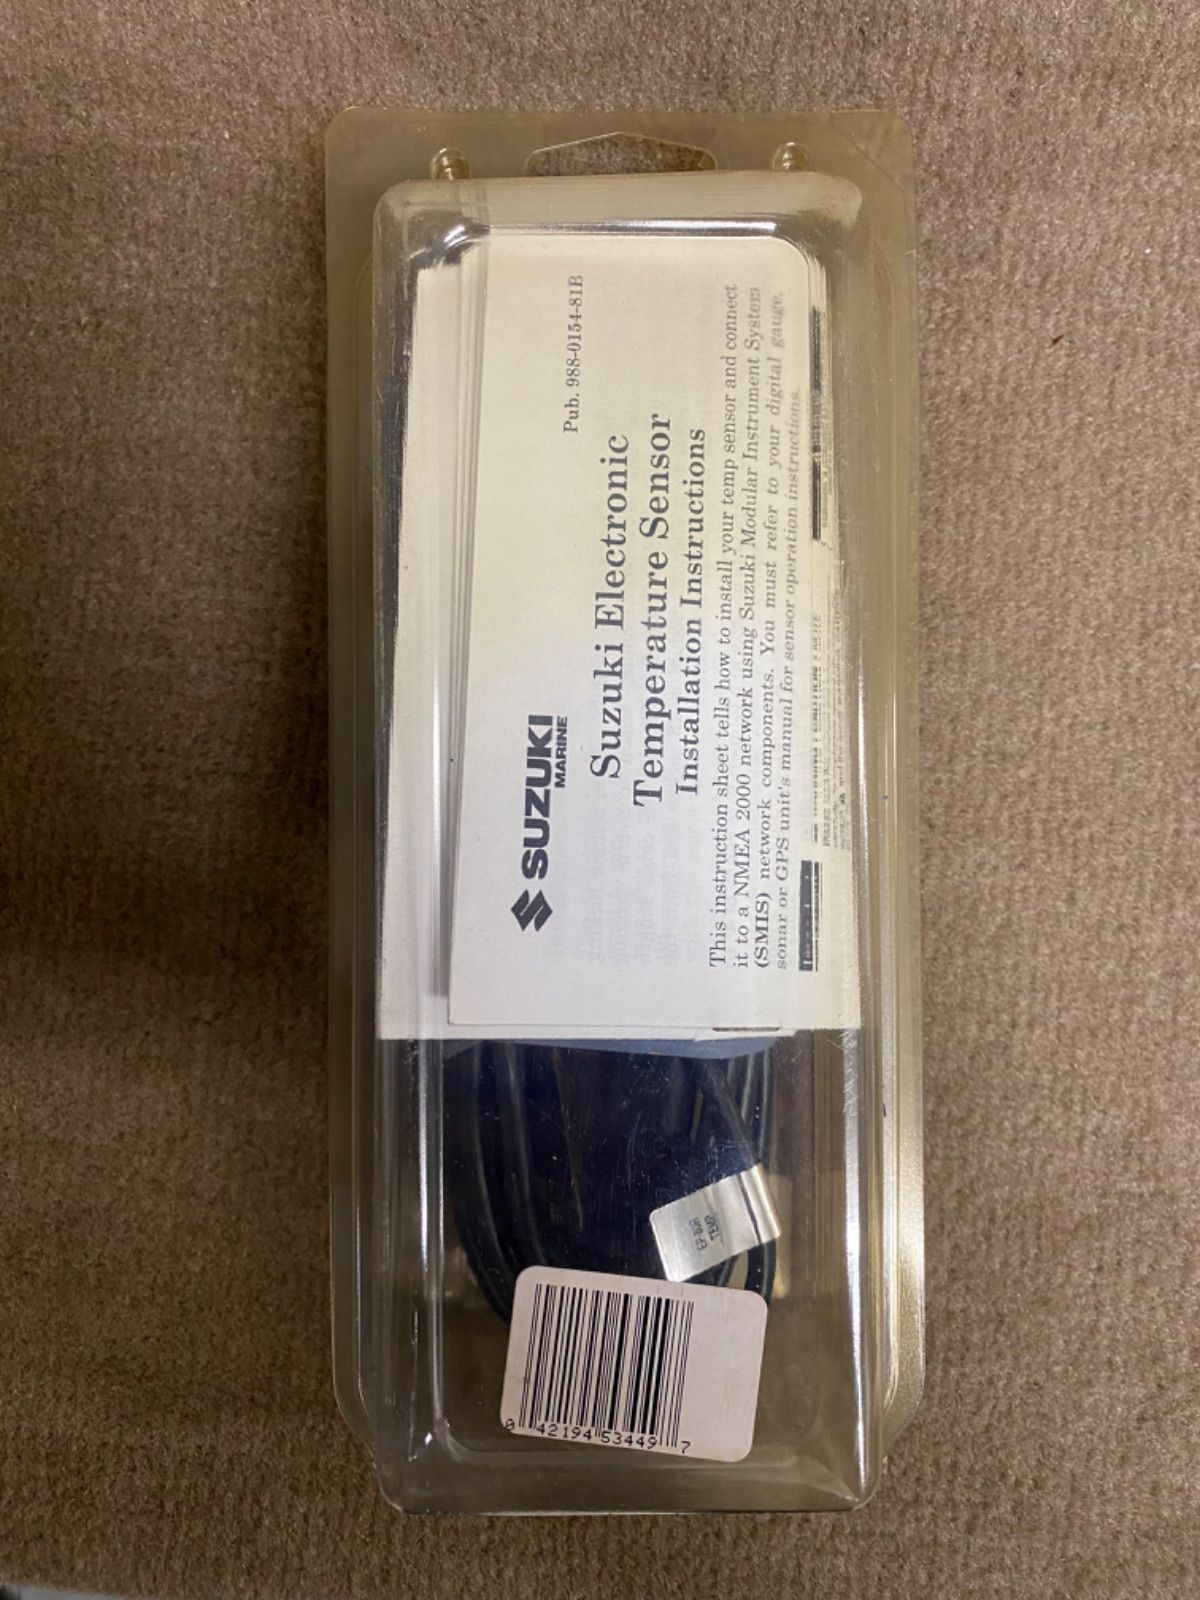 Pub. 988-0154-81B
SUZUKI
MARINE
Suzuki Electronic
Temperature Sensor
Installation Instructions
This instruction sheet tells how to install your temp sensor and connect
it to a NMEA 2000 network using Suzuki Modular Instrument System
(SMIS) network components. You must refer to your digital gauge,
sonar or GPS unit's manual for sensor operation instructions.
TEMP
0 42194 53449 7